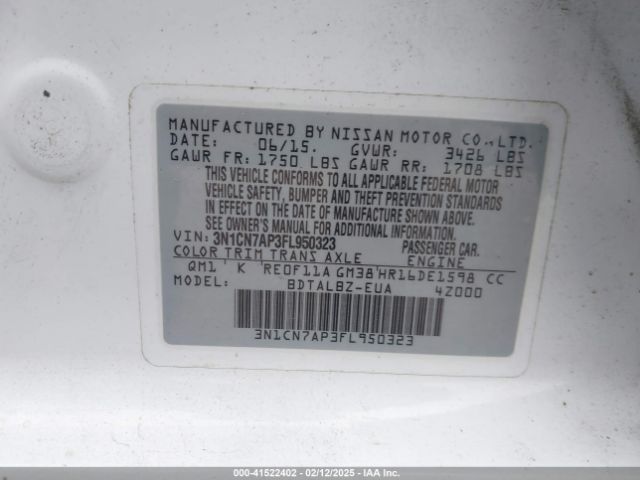 MANUFACTURED BY NISSAN MOTOR CO., LTD.
DATE: 06/15. GVWR: 3426 LBS
GAWR FR: 1750 LBS GAWR RR: 1708 LBS
THIS VEHICLE CONFORMS TO ALL APPLICABLE FEDERAL MOTOR
VEHICLE SAFETY, BUMPER AND THEFT PREVENTION STANDARDS
IN EFFECT ON THE DATE OF MANUFACTURE SHOWN ABOVE.
SEE OWNER'S MANUAL FOR ADDITIONAL INFORMATION.
VIN: 3N1CN7AP3FL950323 PASSENGER CAR.
COLOR TRIM TRANS AXLE ENGINE
QM1 K RE0F11A GM38 HR16DE1598 CC
MODEL: BDTALBZ-EUA 4Z000
3N1CN7AP3FL950323
000-41522402 - 02/12/2025 - IAA Inc.